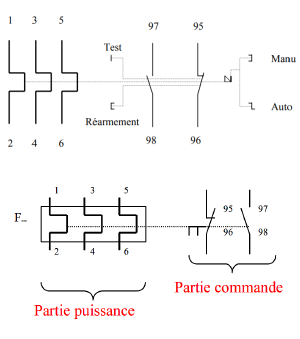 1 3 5
97 95
Test
Manu
Réarmement
Auto
2 4 6
98 96
1 3 5
95 97
F..
96 98
2 4 6
Partie puissance
Partie commande